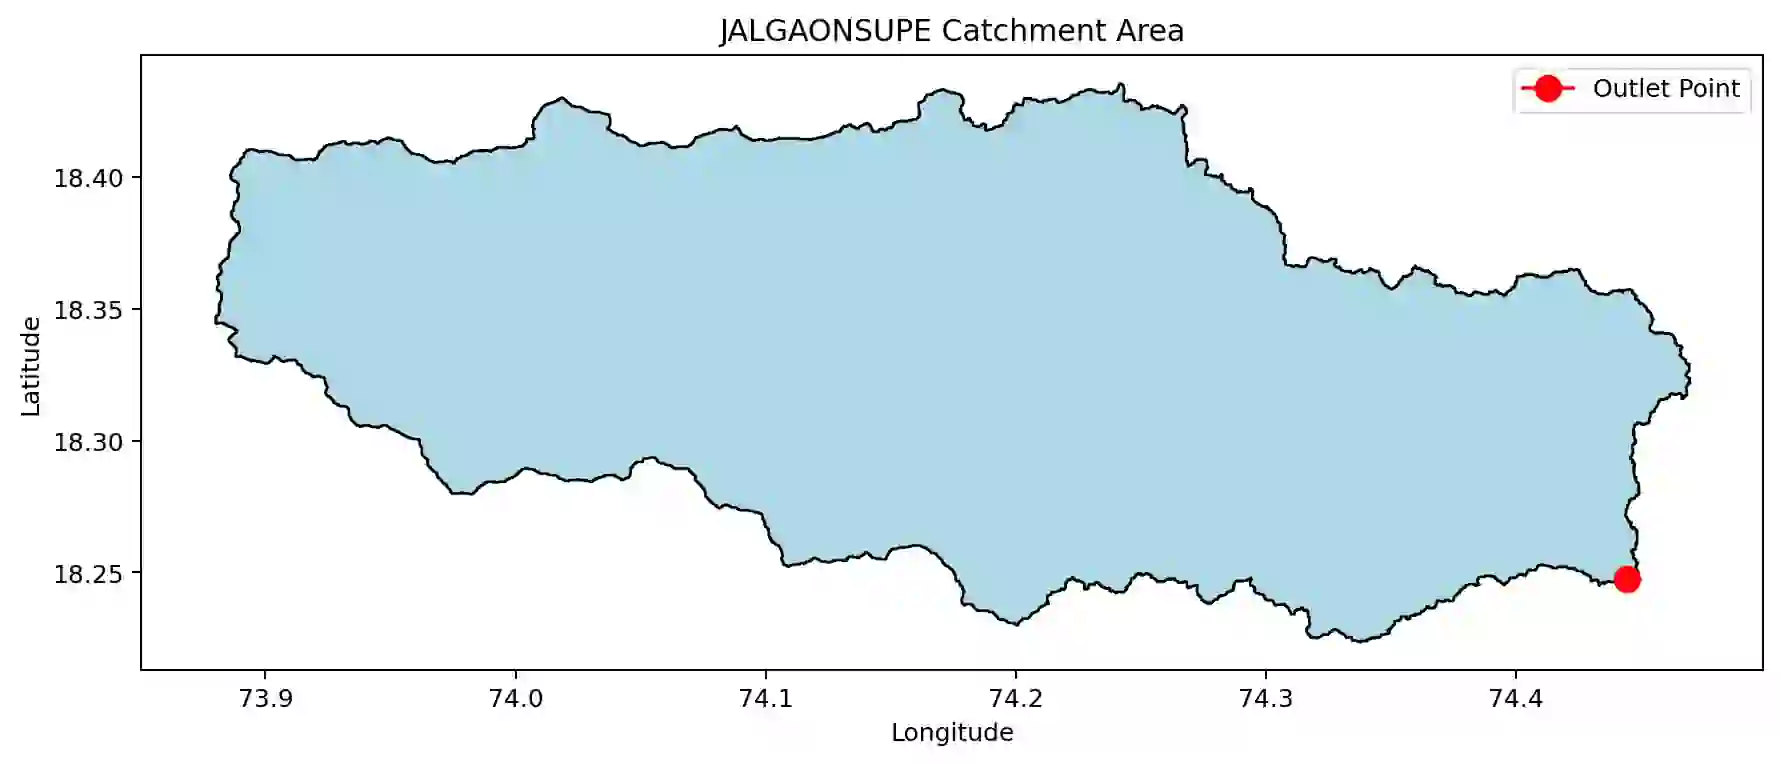 JALGAONSUPE Catchment Area
Outlet Point
18.40
18.35
18.30
18.25
Latitude
73.9 74.0 74.1 74.2 74.3 74.4
Longitude